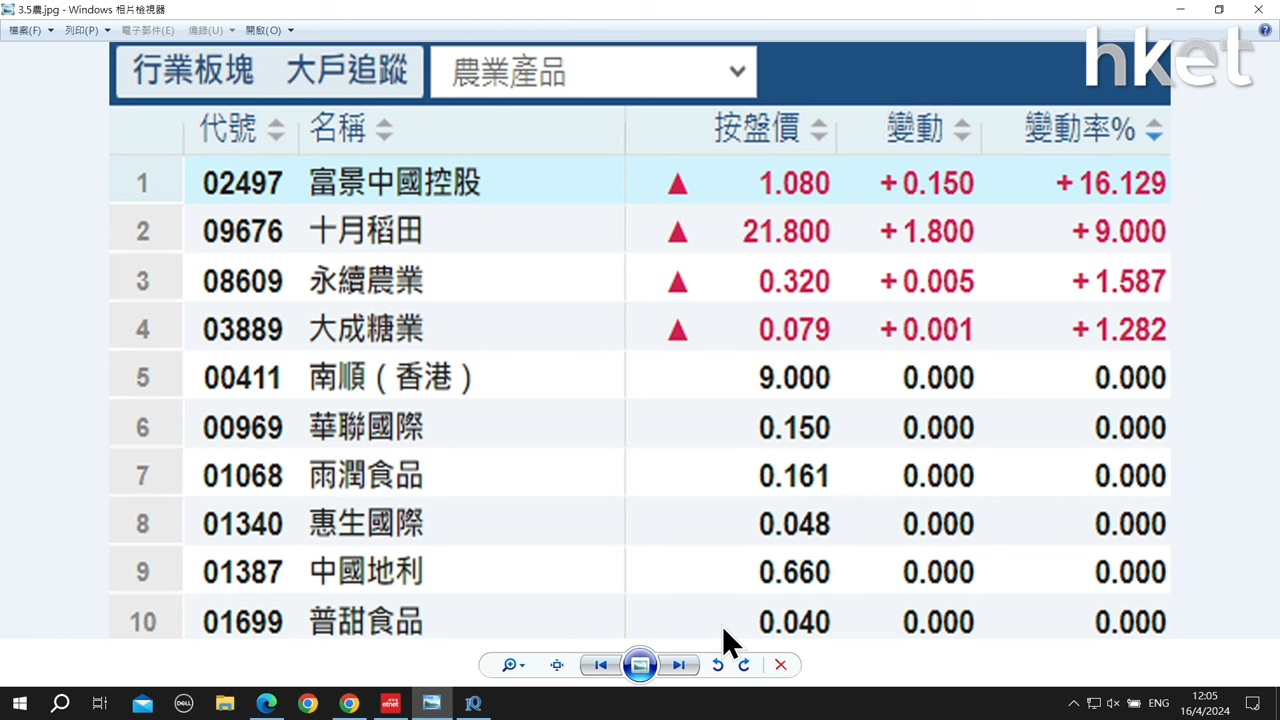 3.5農.jpg - Windows 相片檢視器
檔案(F) 列印(P) 電子郵件(E) 燒錄(U) 開啟(O)
hket
行業板塊 大戶追蹤 農業產品
代號 名稱 按盤價 變動 變動率%
1 02497 富景中國控股 ▲ 1.080 +0.150 +16.129
2 09676 十月稻田 ▲ 21.800 +1.800 +9.000
3 08609 永續農業 ▲ 0.320 +0.005 +1.587
4 03889 大成糖業 ▲ 0.079 +0.001 +1.282
5 00411 南順（香港） 9.000 0.000 0.000
6 00969 華聯國際 0.150 0.000 0.000
7 01068 雨潤食品 0.161 0.000 0.000
8 01340 惠生國際 0.048 0.000 0.000
9 01387 中國地利 0.660 0.000 0.000
10 01699 普甜食品 0.040 0.000 0.000
DELL etnet IQ ENG 12:05
16/4/2024